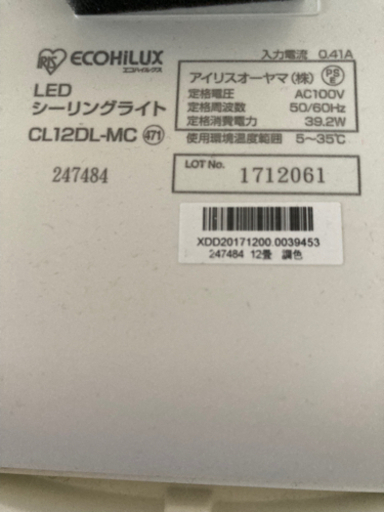 IRIS ECOHILUX 入力電流 0.41A
エコハイルクス
LED
シーリングライト
CL12DL-MC 471
アイリスオーヤマ(株) PSE
定格電圧 AC100V
定格周波数 50/60Hz
定格消費電力 39.2W
使用環境温度範囲 5~35℃
247484
LOT No. 1712061
XDD20171200.0039453
247484 12畳 調色